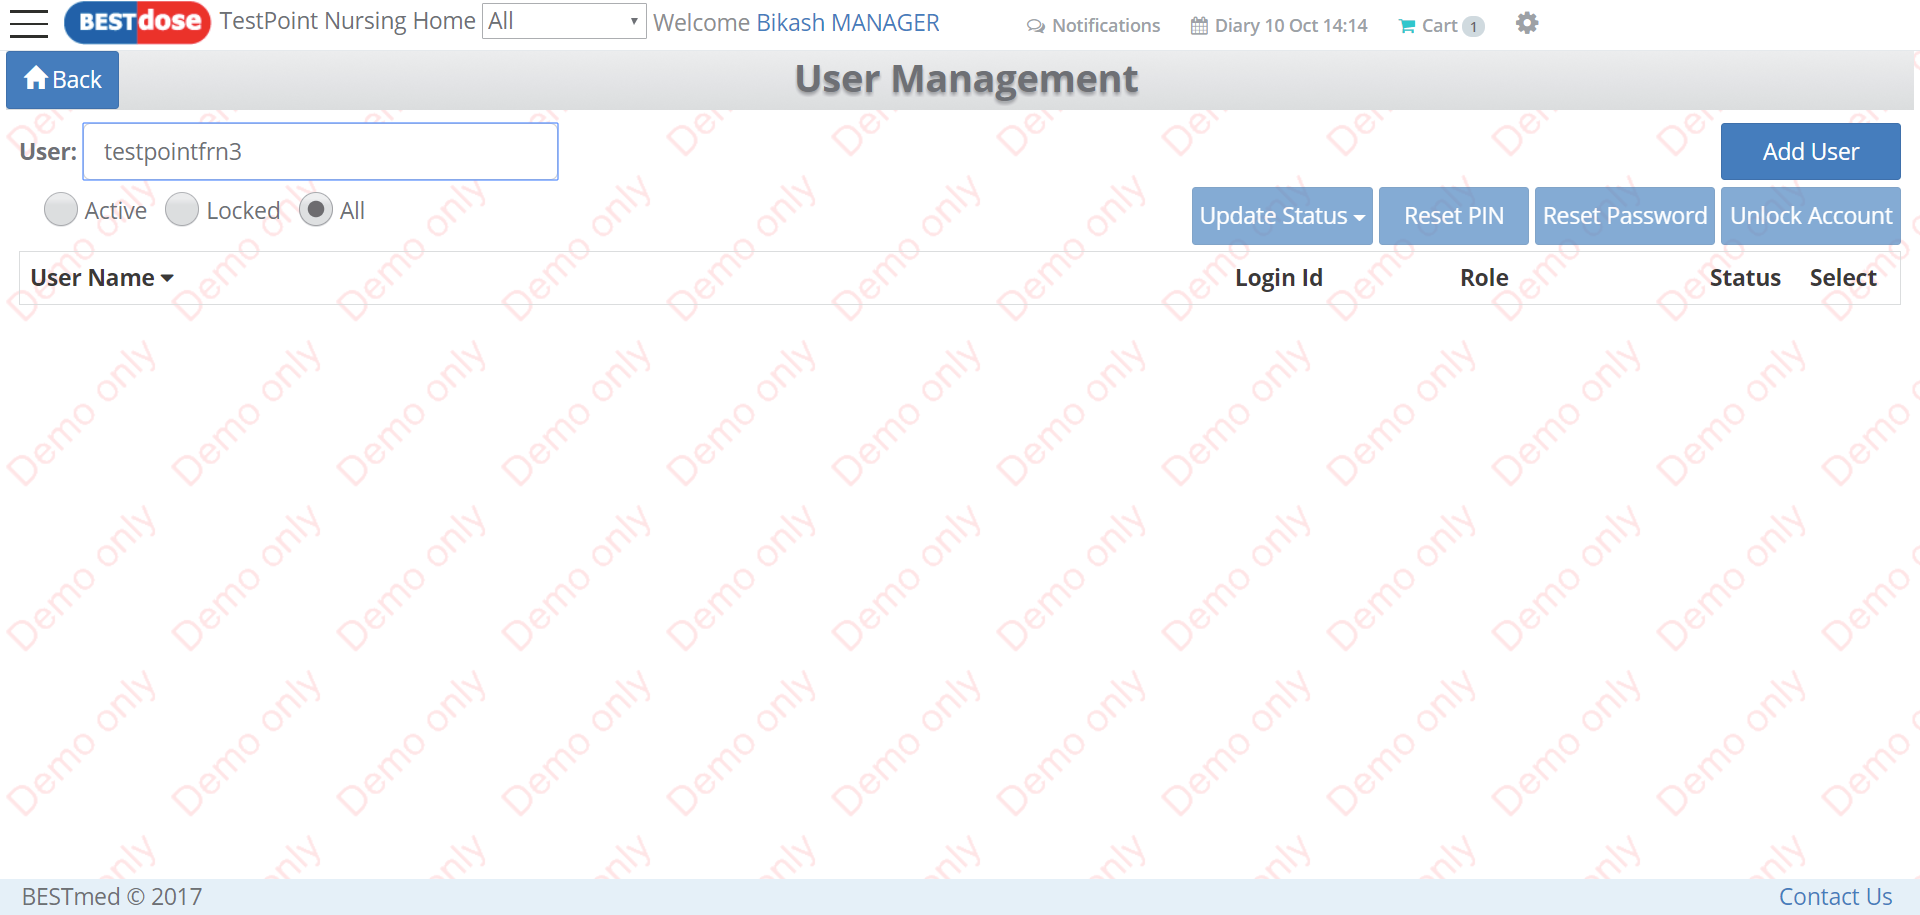 BESTdose TestPoint Nursing Home All Welcome Bikash MANAGER Notifications Diary 10 Oct 14:14 Cart 1
Back User Management
User: testpointfrn3 Add User
Active Locked All Update Status Reset PIN Reset Password Unlock Account
User Name Login Id Role Status Select
Demo only
BESTmed © 2017 Contact Us